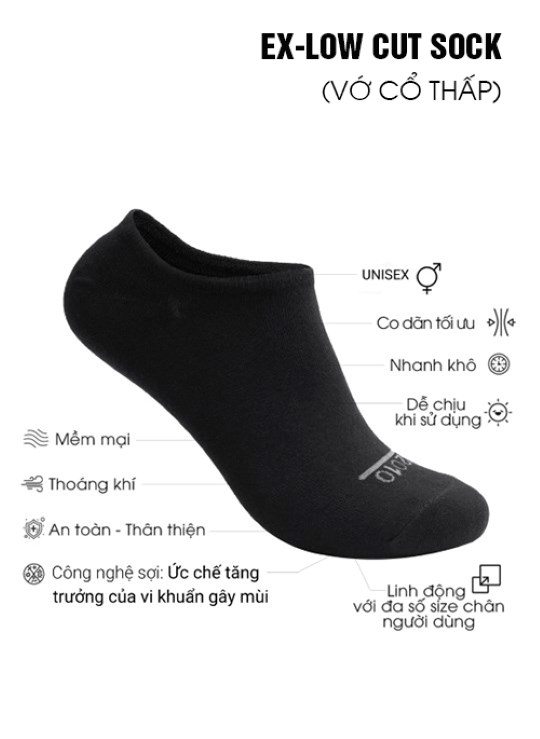 EX-LOW CUT SOCK
(VỚ CỔ THẤP)
UNISEX
Co dãn tối ưu
Nhanh khô
Dễ chịu
khi sử dụng
2010
Mềm mại
Thoáng khí
An toàn - Thân thiện
Công nghệ sợi: Ức chế tăng
trưởng của vi khuẩn gây mùi
Linh động
với đa số size chân
người dùng